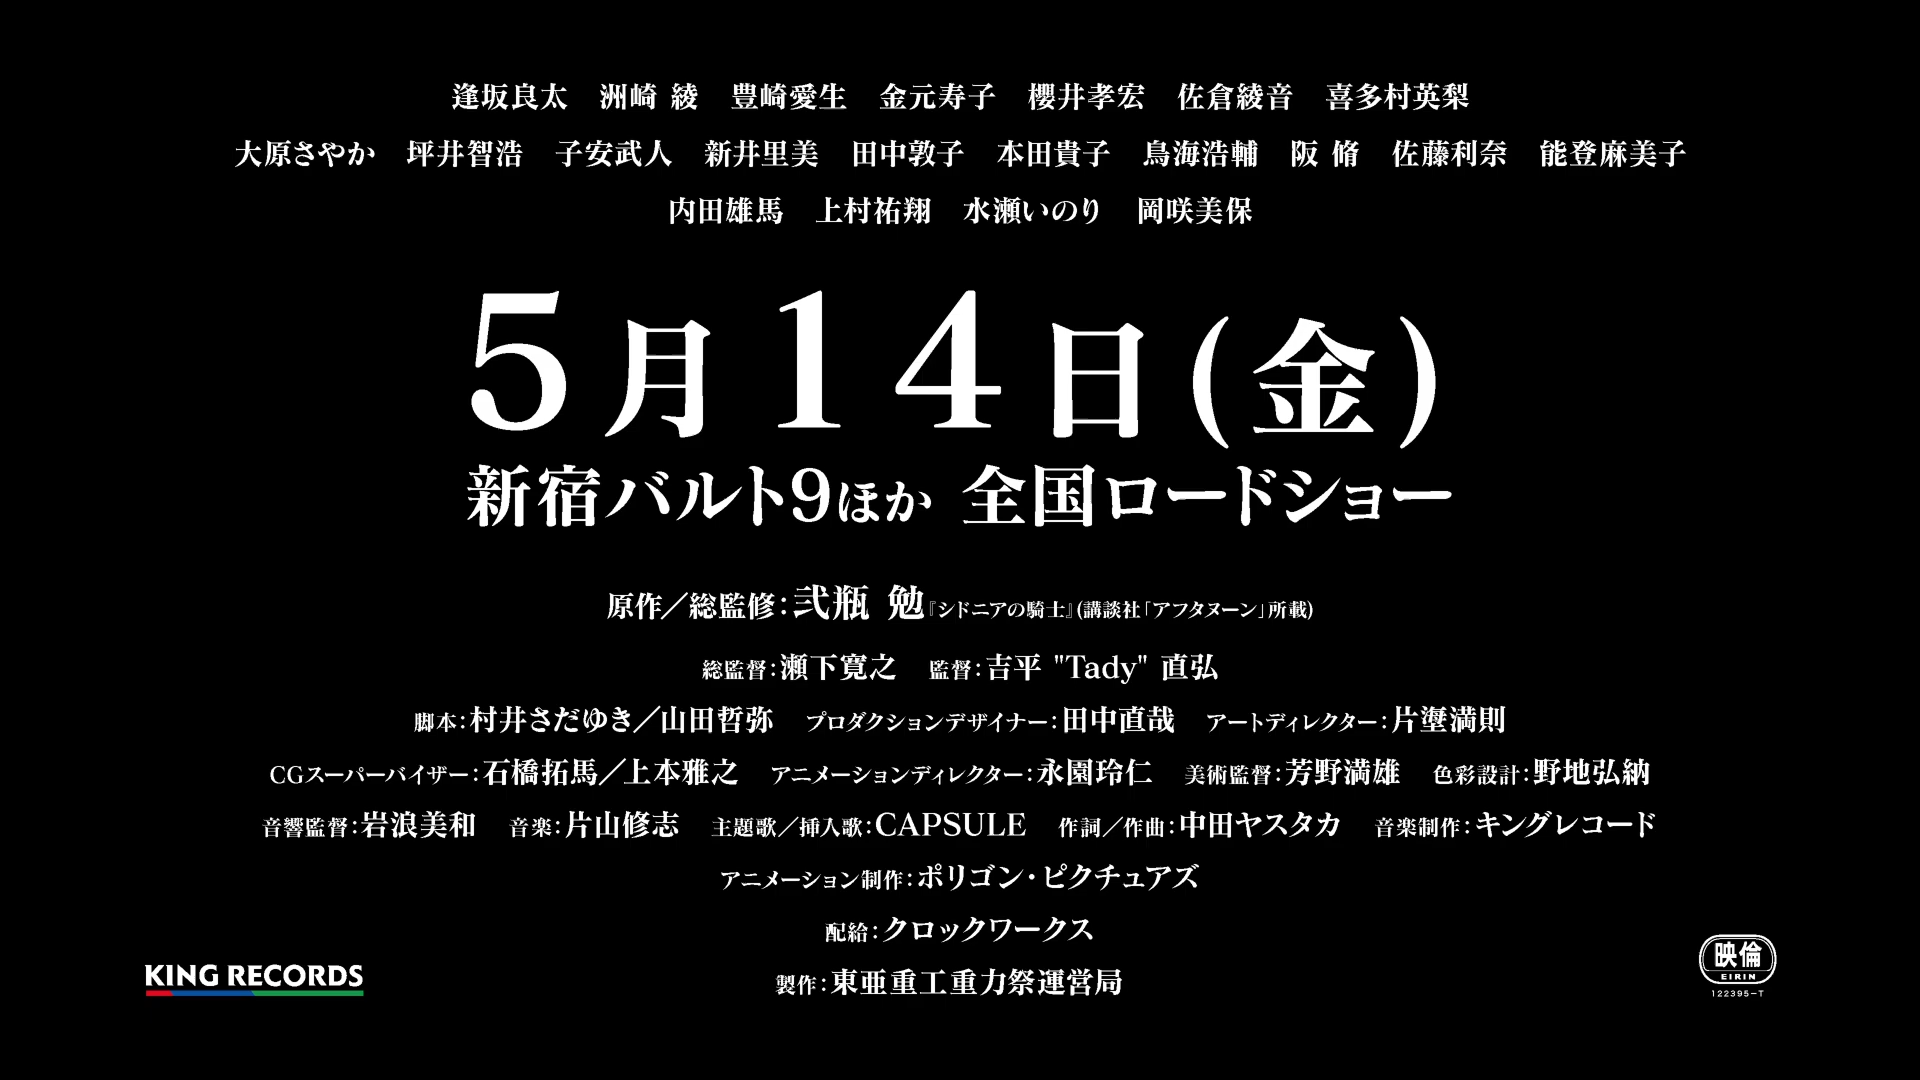 逢坂良太　洲崎 綾　豊崎愛生　金元寿子　櫻井孝宏　佐倉綾音　喜多村英梨
大原さやか　坪井智浩　子安武人　新井里美　田中敦子　本田貴子　鳥海浩輔　阪 脩　佐藤利奈　能登麻美子
内田雄馬　上村祐翔　水瀬いのり　岡咲美保
5月14日(金)
新宿バルト9ほか 全国ロードショー
原作／総監修：弐瓶 勉『シドニアの騎士』(講談社「アフタヌーン」所載)
総監督：瀬下寛之　監督：吉平 "Tady" 直弘
脚本：村井さだゆき／山田哲弥　プロダクションデザイナー：田中直哉　アートディレクター：片塰満則
CGスーパーバイザー：石橋拓馬／上本雅之　アニメーションディレクター：永園玲仁　美術監督：芳野満雄　色彩設計：野地弘納
音響監督：岩浪美和　音楽：片山修志　主題歌／挿入歌：CAPSULE　作詞／作曲：中田ヤスタカ　音楽制作：キングレコード
アニメーション制作：ポリゴン・ピクチュアズ
配給：クロックワークス
製作：東亜重工重力祭運営局
KING RECORDS
映倫
EIRIN
122395-T